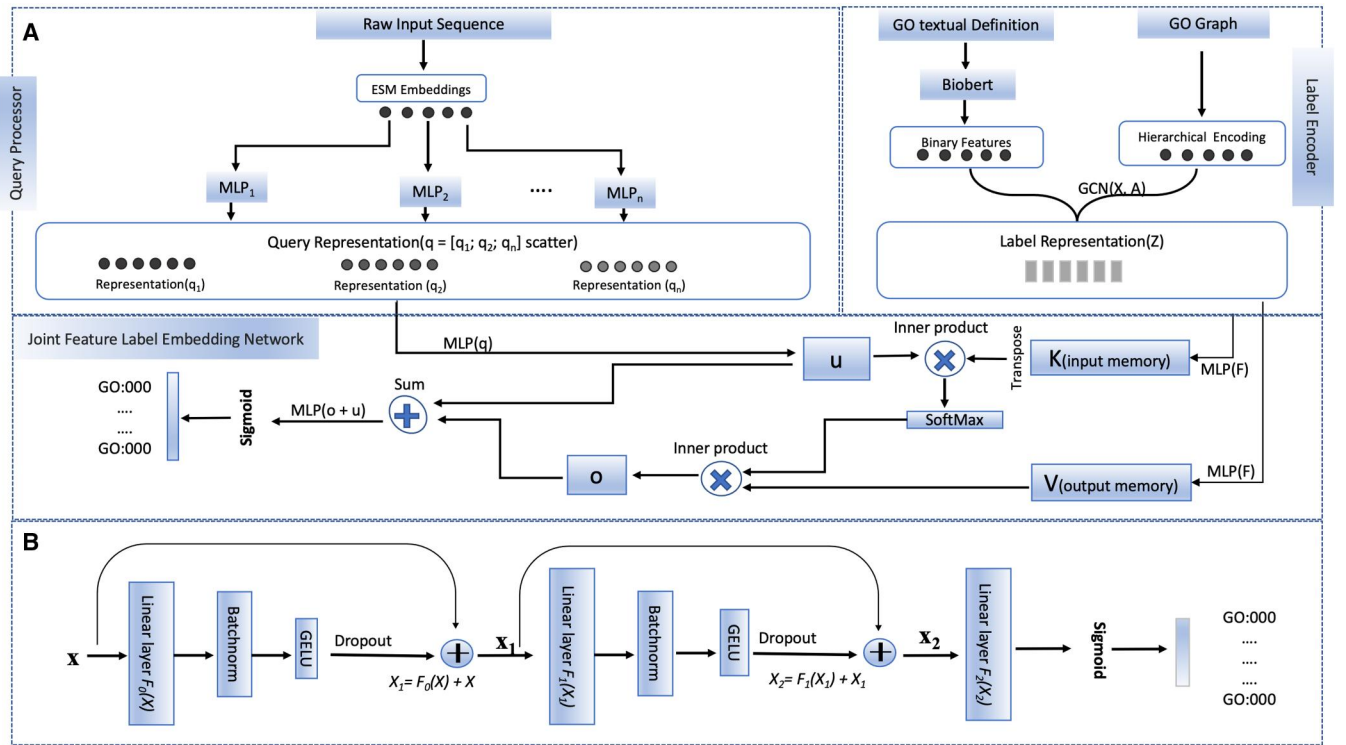 A
Raw Input Sequence
GO textual Definition
GO Graph
Query Processor
Label Encoder
ESM Embeddings
Biobert
Binary Features
Hierarchical Encoding
MLP1
MLP2
....
MLPn
GCN(X, A)
Query Representation(q = [q1; q2; qn] scatter)
Representation(q1)
Representation (q2)
Representation (qn)
Label Representation(Z)
Joint Feature Label Embedding Network
MLP(q)
u
Inner product
Transpose
K(input memory)
MLP(F)
SoftMax
GO:000
....
....
GO:000
Sigmoid
MLP(o + u)
Sum
Inner product
o
V(output memory)
MLP(F)
B
x
Linear layer F0(X)
Batchnorm
GELU
Dropout
X1= F0(X) + X
x1
Linear layer F1(X1)
Batchnorm
GELU
Dropout
X2= F1(X1) + X1
x2
Linear layer F2(X2)
Sigmoid
GO:000
....
....
....
GO:000